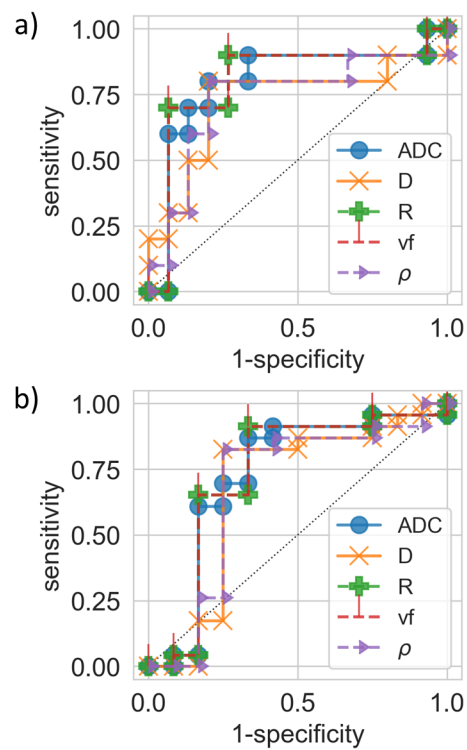 a)
1.00
0.75
0.50
0.25
0.00
sensitivity
ADC
D
R
vf
ρ
0.0 0.5 1.0
1-specificity
b)
1.00
0.75
0.50
0.25
0.00
sensitivity
ADC
D
R
vf
ρ
0.0 0.5 1.0
1-specificity